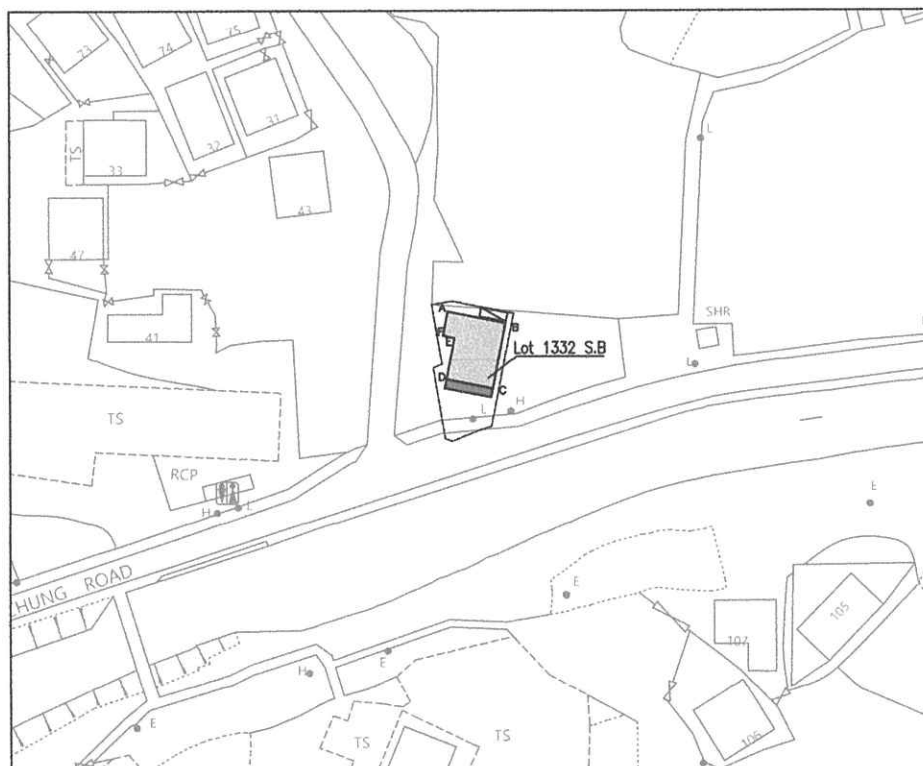 73
74
75
32
31
33
TS
43
47
41
L
SHR
A
B
F
E
Lot 1332 S.B
D
C
L
H
L
TS
RCP
H
L
E
HUNG ROAD
E
105
107
E
H
E
106
TS
TS